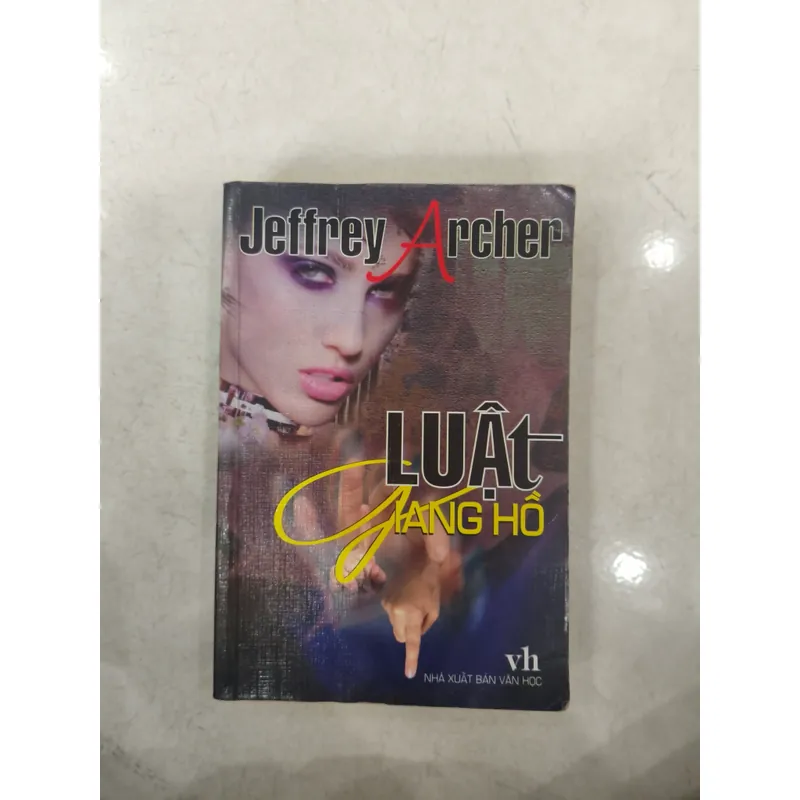 Jeffrey Archer
LUẬt
GIANG HỒ
vh
NHÀ XUẤT BẢN VĂN HỌC